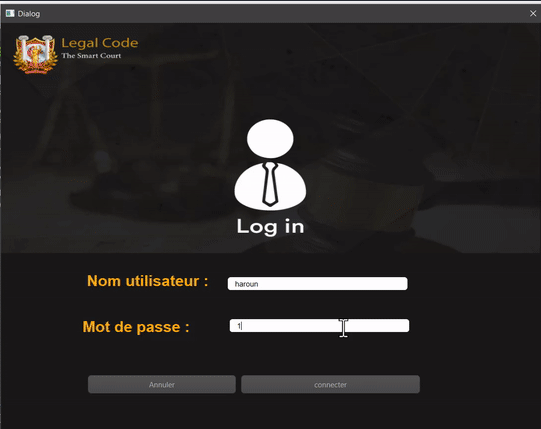 Dialog
Legal Code
The Smart Court
Log in
Nom utilisateur :
haroun
Mot de passe :
1
Annuler
connecter